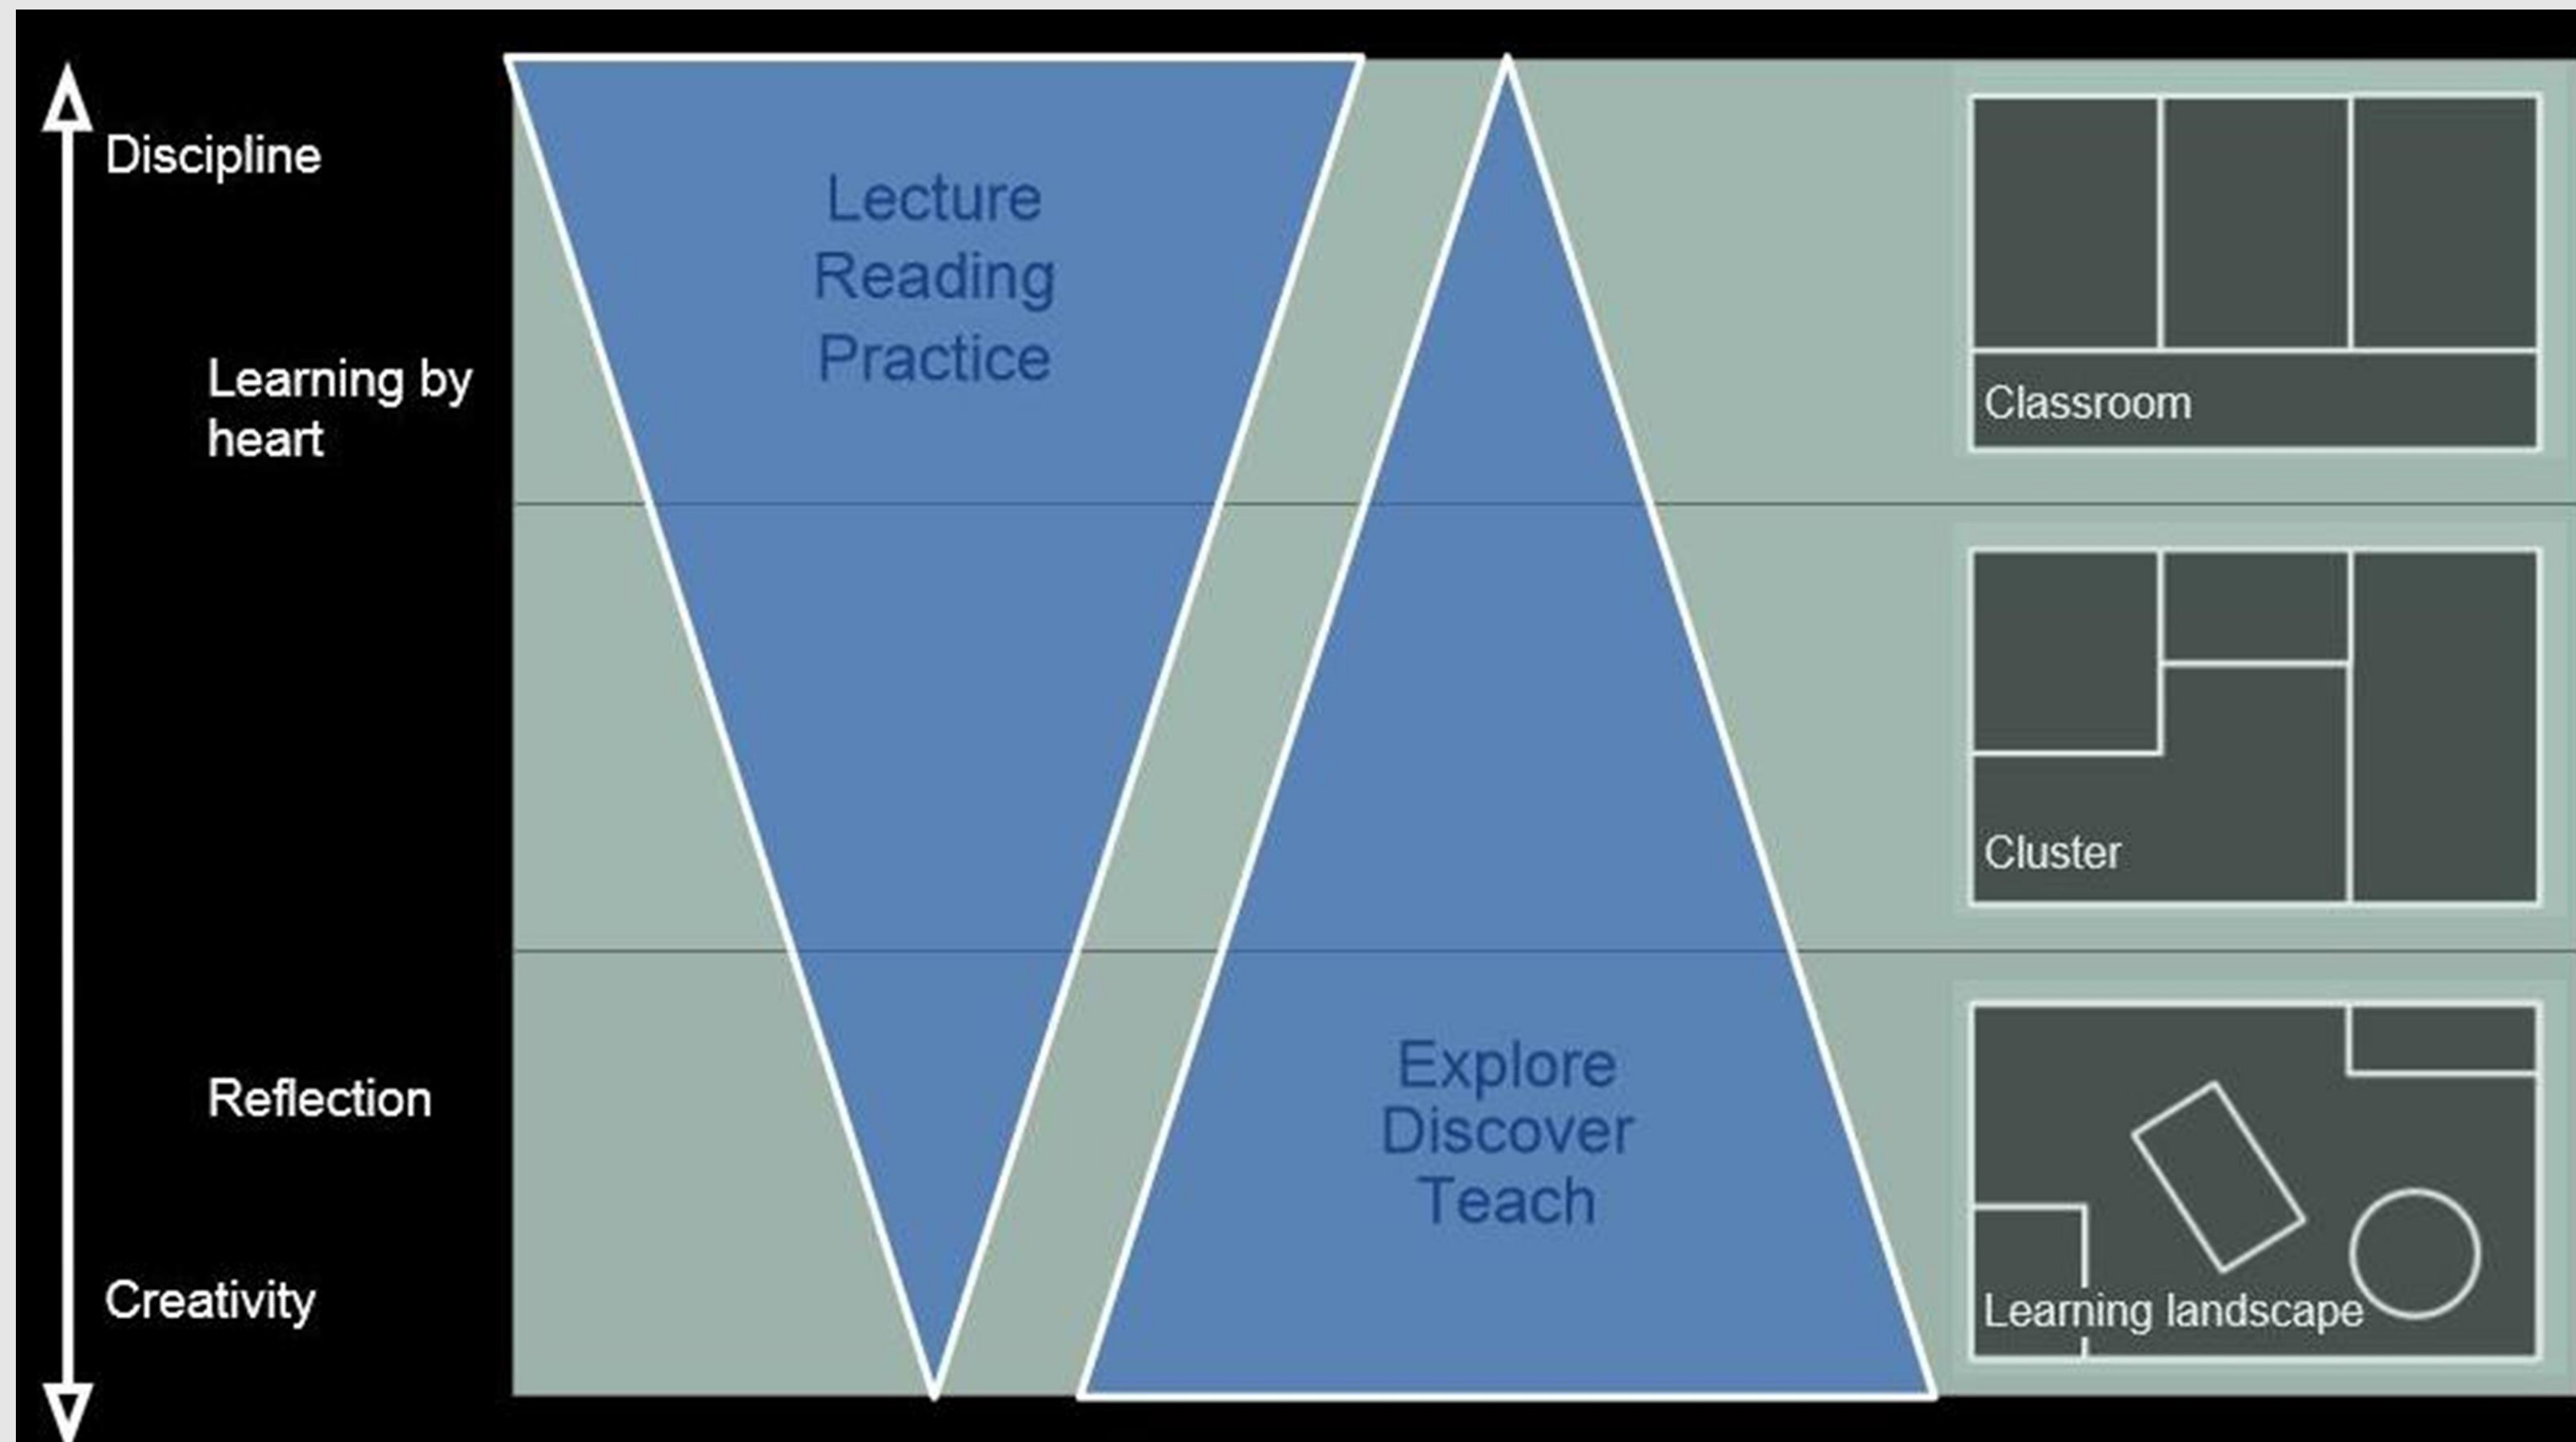 Discipline
Learning by
heart
Reflection
Creativity
Lecture
Reading
Practice
Explore
Discover
Teach
Classroom
Cluster
Learning landscape